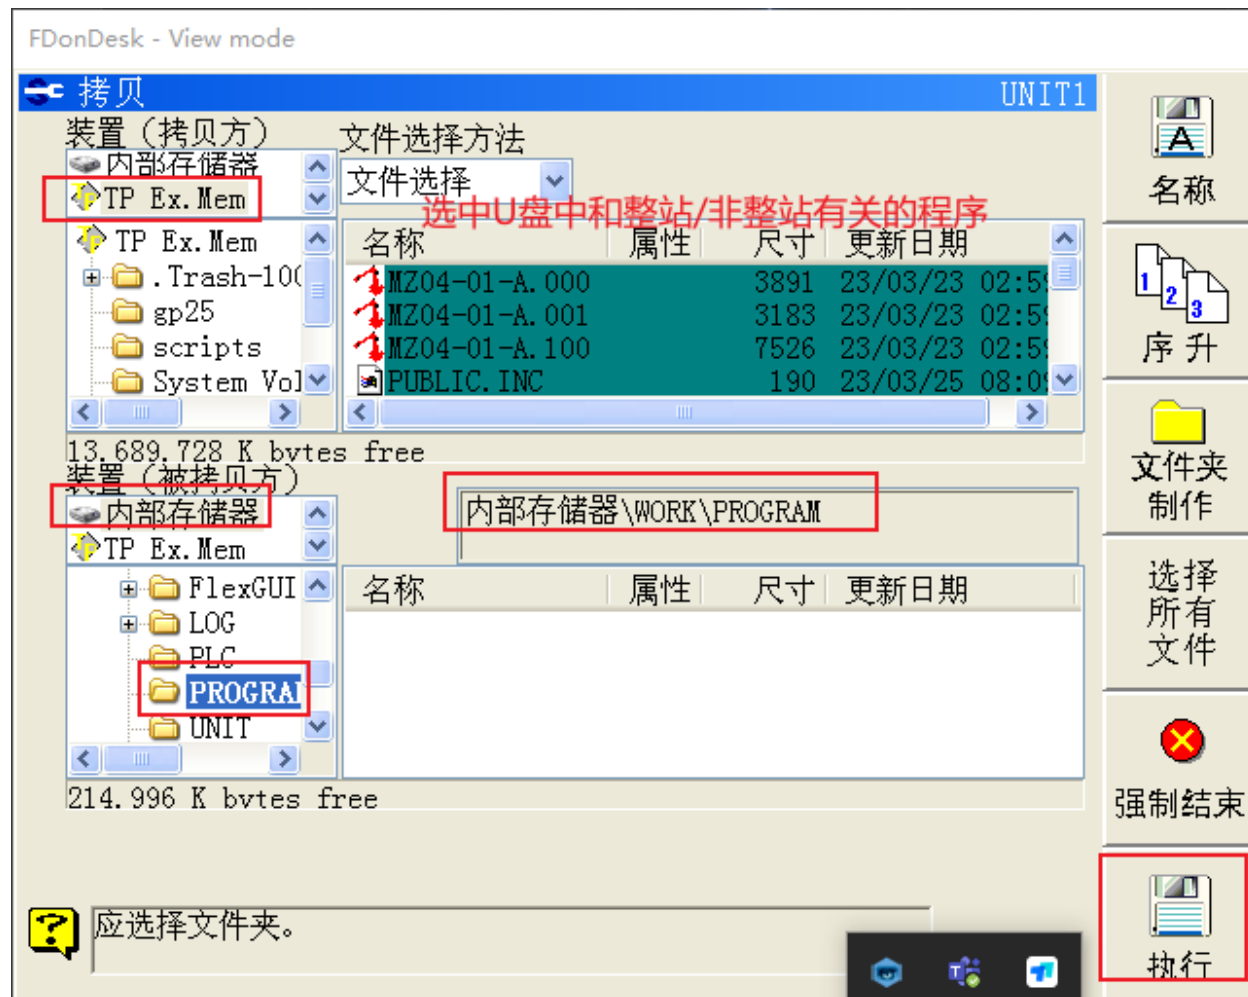 FDonDesk - View mode
拷贝 UNIT1
装置（拷贝方）
文件选择方法
内部存储器
TP Ex.Mem
文件选择
选中U盘中和整站/非整站有关的程序
TP Ex.Mem
.Trash-10
gp25
scripts
System Vol
名称 属性 尺寸 更新日期
MZ04-01-A.000 3891 23/03/23 02:5
MZ04-01-A.001 3183 23/03/23 02:5
MZ04-01-A.100 7526 23/03/23 02:5
PUBLIC.INC 190 23/03/25 08:0
13.689.728 K bytes free
装置（被拷贝方）
内部存储器
TP Ex.Mem
内部存储器\WORK\PROGRAM
FlexGUI
LOG
PLC
PROGRA
UNIT
名称 属性 尺寸 更新日期
214.996 K bytes free
应选择文件夹。
名称
1 2 3
序 升
文件夹
制作
选择
所有
文件
强制结束
执行